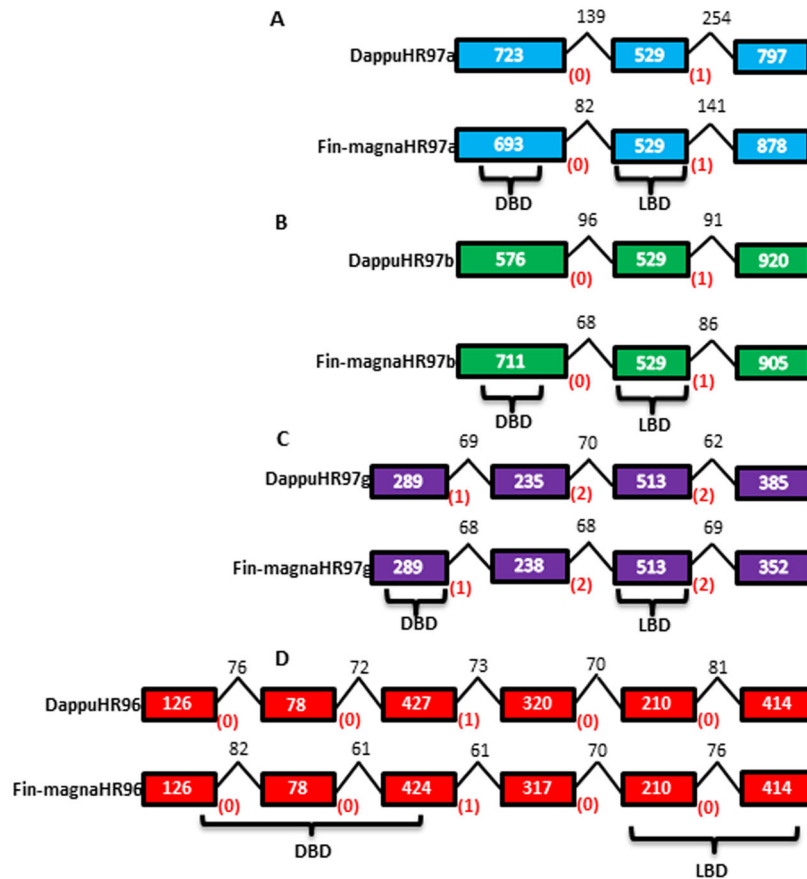 A
139 254
DappuHR97a 723 529 797
(0) (1)
82 141
Fin-magnaHR97a 693 529 878
(0) (1)
DBD LBD
B
96 91
DappuHR97b 576 529 920
(0) (1)
68 86
Fin-magnaHR97b 711 529 905
(0) (1)
DBD LBD
C
69 70 62
DappuHR97g 289 235 513 385
(1) (2) (2)
68 68 69
Fin-magnaHR97g 289 238 513 352
(1) (2) (2)
DBD LBD
D
76 72 73 70 81
DappuHR96 126 78 427 320 210 414
(0) (0) (1) (0) (0)
82 61 61 70 76
Fin-magnaHR96 126 78 424 317 210 414
(0) (0) (1) (0) (0)
DBD LBD